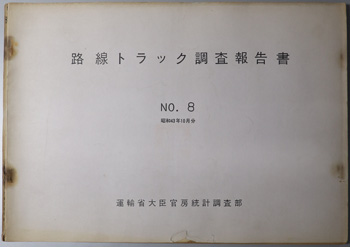 路線トラック調査報告書
NO. 8
昭和42年10月分
運輸省大臣官房統計調査部